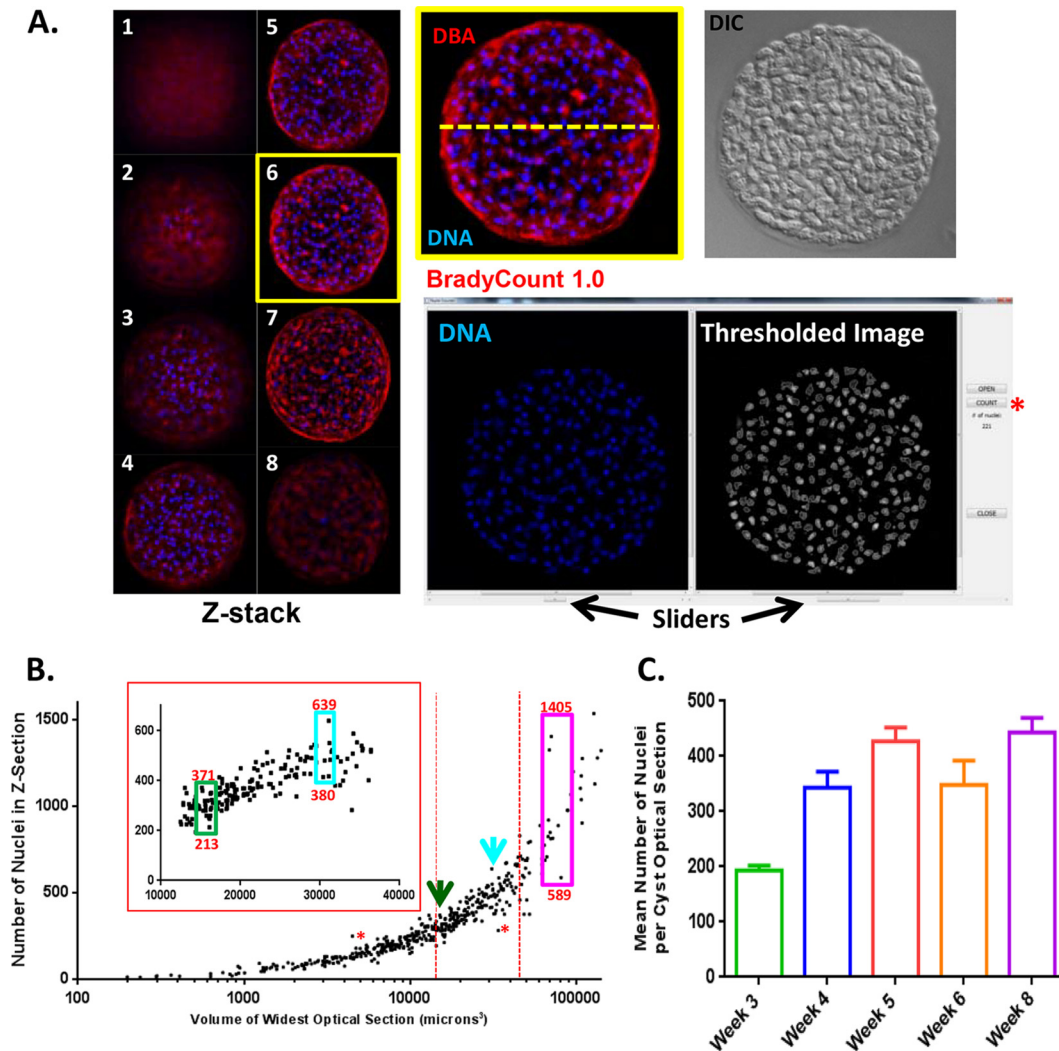 A.
1
5
2
6
3
7
4
8
Z-stack
DBA
DNA
DIC
BradyCount 1.0
DNA
Thresholded Image
OPEN
COUNT
*
# of nuclei
221
CLOSE
Sliders
B.
Number of Nuclei in Z-Section
1500
1000
500
0
100
1000
10000
100000
Volume of Widest Optical Section (microns³)
600
400
200
0
10000
20000
30000
40000
371
213
639
380
1405
589
*
*
C.
Mean Number of Nuclei
per Cyst Optical Section
500
400
300
200
100
0
Week 3
Week 4
Week 5
Week 6
Week 8